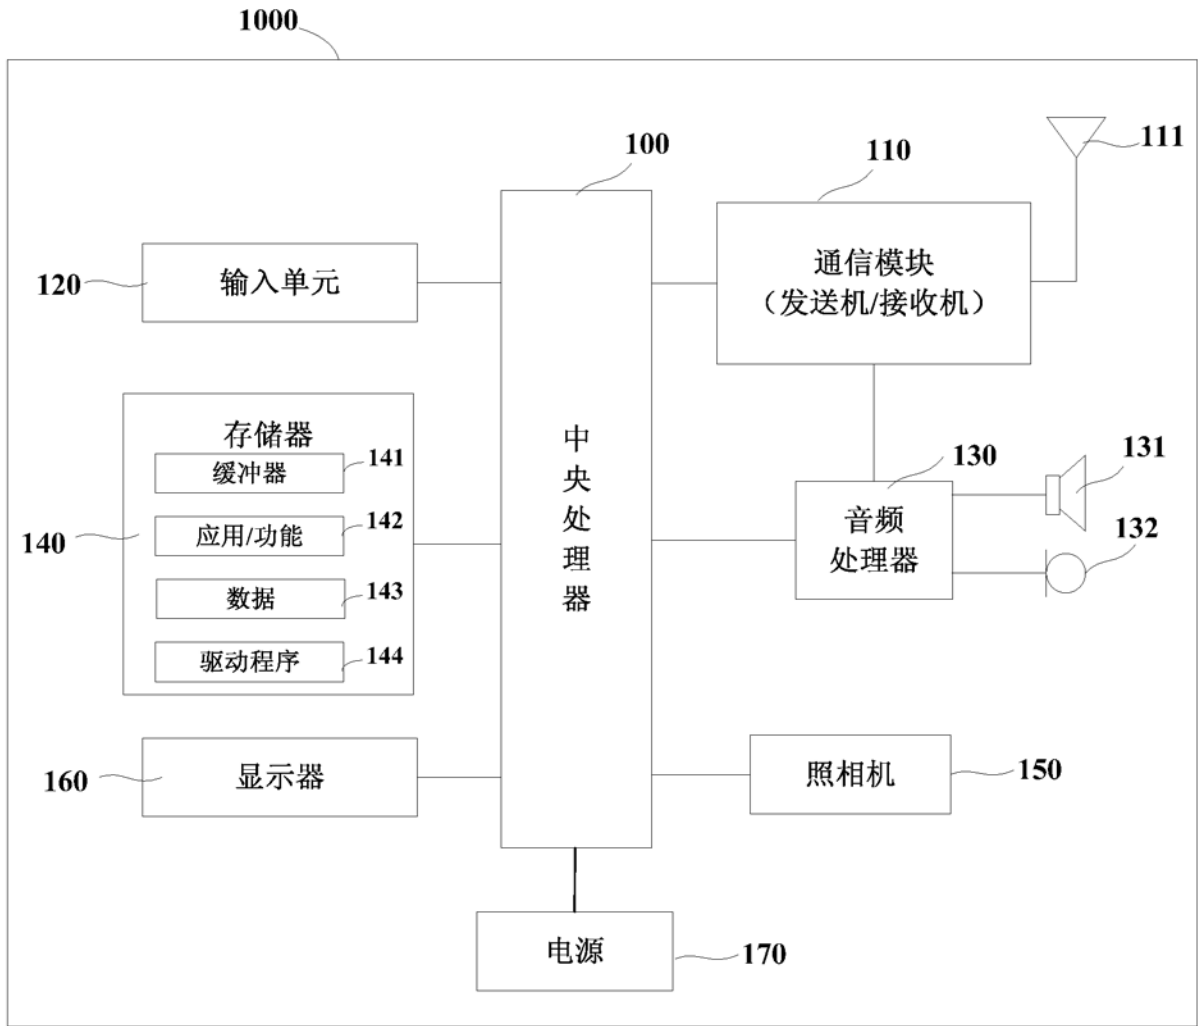 1000
100
110
111
通信模块
（发送机/接收机）
120
输入单元
中央处理器
存储器
缓冲器
141
140
应用/功能
142
数据
143
驱动程序
144
130
131
音频
处理器
132
160
显示器
照相机
150
电源
170